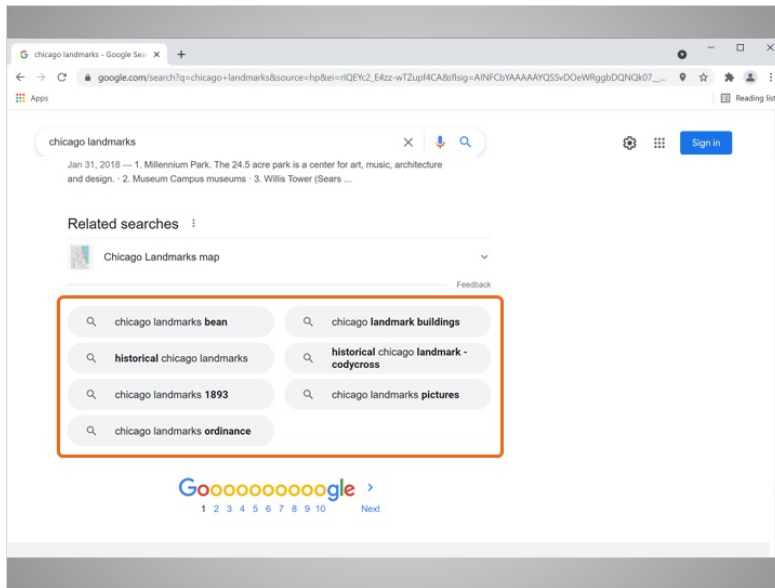 chicago landmarks - Google Sear
google.com/search?q=chicago+landmarks&source=hp&ei=rIQEYc2_E4zz-wTZupf4CA&iflsig=AINFCbYAAAAAYQSSvDOeWRggbDQNQk07__...
Apps
Reading list
chicago landmarks
Sign in
Jan 31, 2018 — 1. Millennium Park. The 24.5 acre park is a center for art, music, architecture
and design. · 2. Museum Campus museums · 3. Willis Tower (Sears ...
Related searches
Chicago Landmarks map
Feedback
chicago landmarks bean
chicago landmark buildings
historical chicago landmarks
historical chicago landmark -
codycross
chicago landmarks 1893
chicago landmarks pictures
chicago landmarks ordinance
Goooooooooogle
1 2 3 4 5 6 7 8 9 10 Next